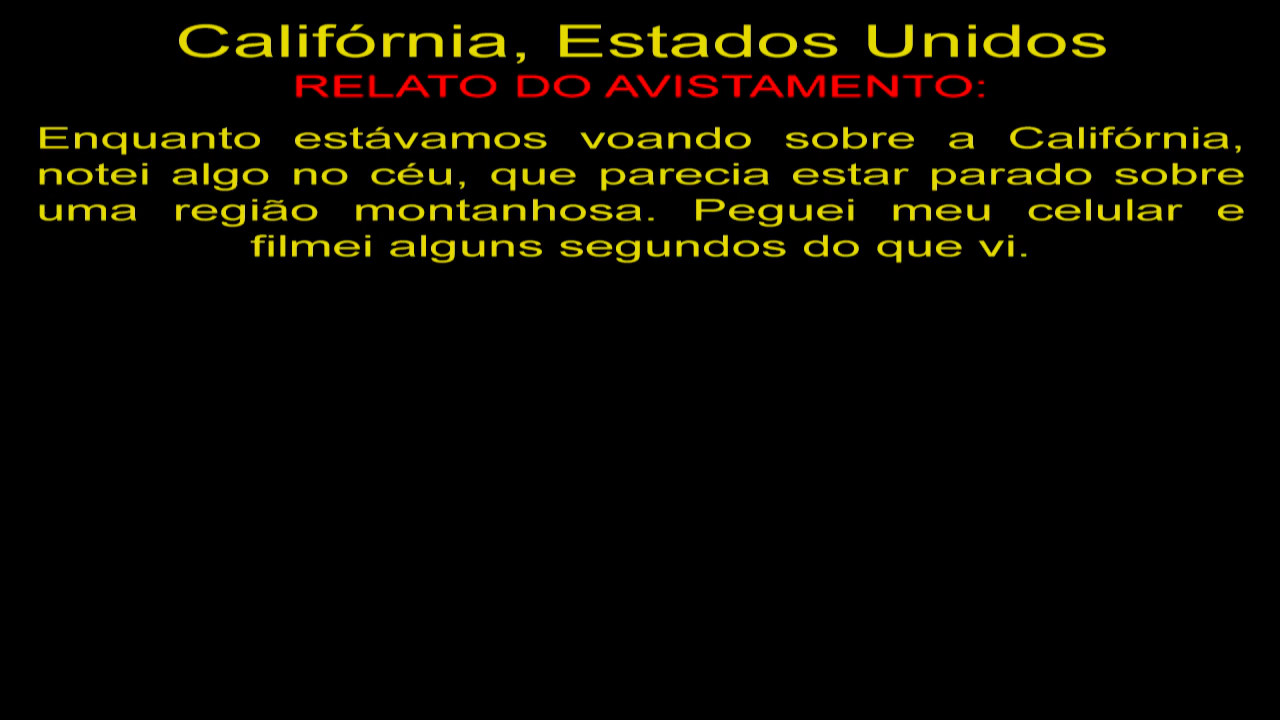 Califórnia, Estados Unidos
RELATO DO AVISTAMENTO:
Enquanto estávamos voando sobre a Califórnia,
notei algo no céu, que parecia estar parado sobre
uma região montanhosa. Peguei meu celular e
filmei alguns segundos do que vi.